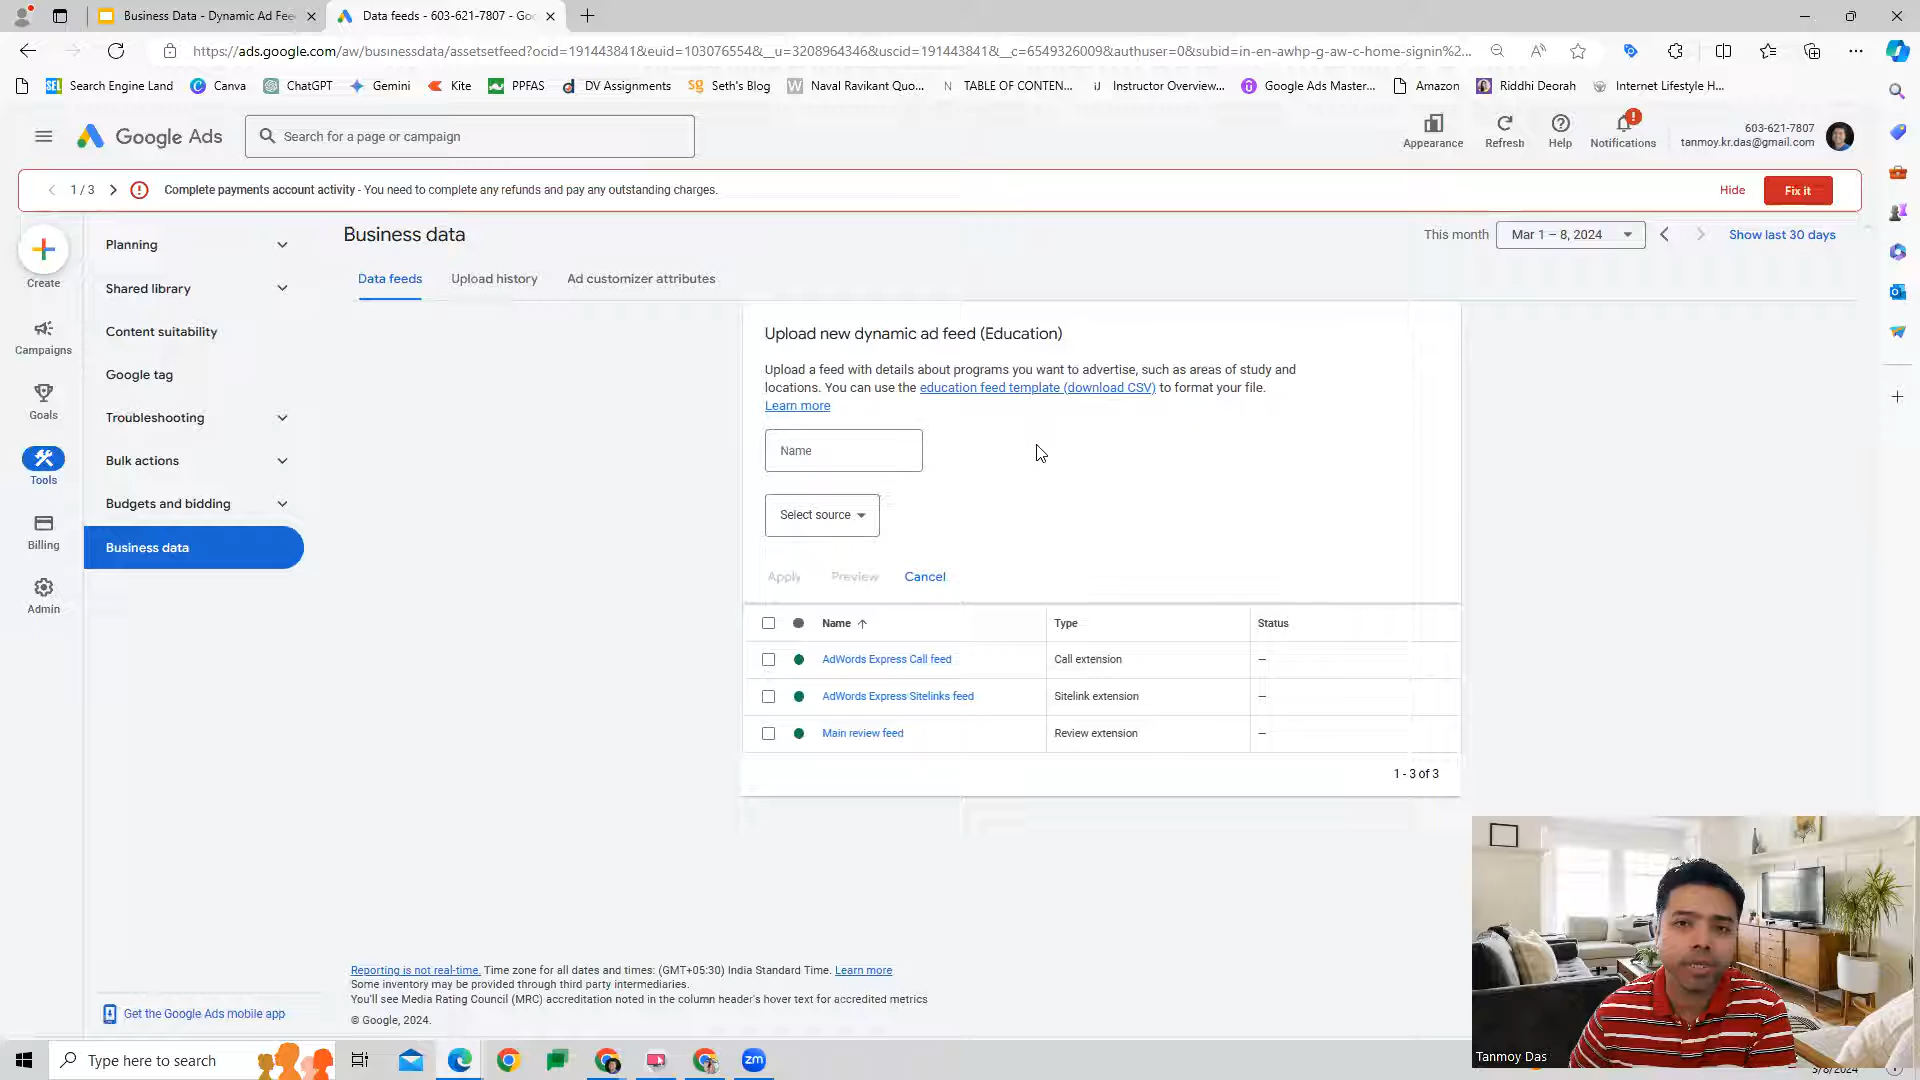 Business Data - Dynamic Ad Fee
Data feeds - 603-621-7807 - Goo
https://ads.google.com/aw/businessdata/assetsetfeed?ocid=191443841&euid=103076554&__u=3208964346&uscid=191443841&__c=6549326009&authuser=0&subid=in-en-awhp-g-aw-c-home-signin%2...
SEL Search Engine Land
Canva
ChatGPT
Gemini
Kite
PPFAS
DV Assignments
Seth's Blog
Naval Ravikant Quo...
TABLE OF CONTEN...
Instructor Overview...
Google Ads Master...
Amazon
Riddhi Deorah
Internet Lifestyle H...
Google Ads
Search for a page or campaign
Appearance
Refresh
Help
Notifications
603-621-7807
tanmoy.kr.das@gmail.com
1 / 3
Complete payments account activity - You need to complete any refunds and pay any outstanding charges.
Hide
Fix it
Create
Campaigns
Goals
Tools
Billing
Admin
Planning
Shared library
Content suitability
Google tag
Troubleshooting
Bulk actions
Budgets and bidding
Business data
Get the Google Ads mobile app
Business data
This month
Mar 1 – 8, 2024
Show last 30 days
Data feeds
Upload history
Ad customizer attributes
Upload new dynamic ad feed (Education)
Upload a feed with details about programs you want to advertise, such as areas of study and
locations. You can use the education feed template (download CSV) to format your file.
Learn more
Name
Select source
Apply
Preview
Cancel
Name
Type
Status
AdWords Express Call feed
Call extension
–
AdWords Express Sitelinks feed
Sitelink extension
–
Main review feed
Review extension
–
1 - 3 of 3
Reporting is not real-time. Time zone for all dates and times: (GMT+05:30) India Standard Time. Learn more
Some inventory may be provided through third party intermediaries.
You'll see Media Rating Council (MRC) accreditation noted in the column header's hover text for accredited metrics
© Google, 2024.
Tanmoy Das
Type here to search
zm
3/8/2024